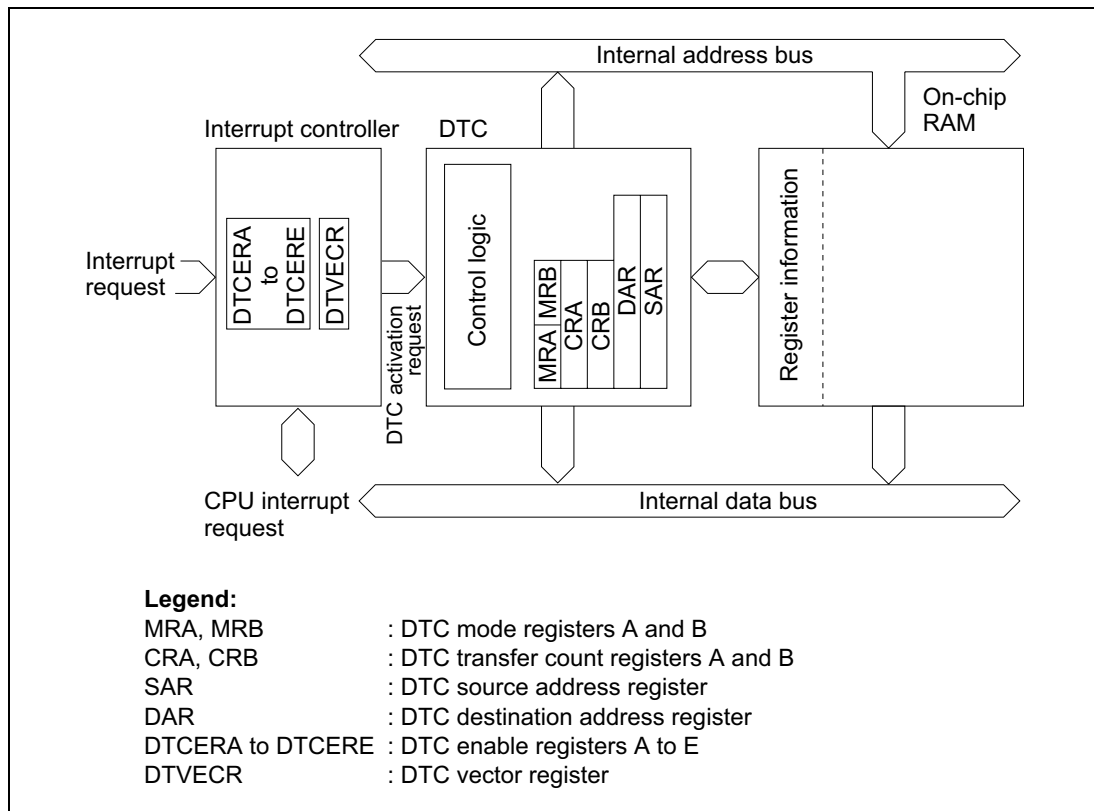 Internal address bus
On-chip
RAM
Interrupt controller
DTC
Interrupt
request
DTCERA
to
DTCERE
DTVECR
DTC activation
request
Control logic
MRA
MRB
CRA
CRB
DAR
SAR
Register information
CPU interrupt
request
Internal data bus
Legend:
MRA, MRB : DTC mode registers A and B
CRA, CRB : DTC transfer count registers A and B
SAR : DTC source address register
DAR : DTC destination address register
DTCERA to DTCERE : DTC enable registers A to E
DTVECR : DTC vector register